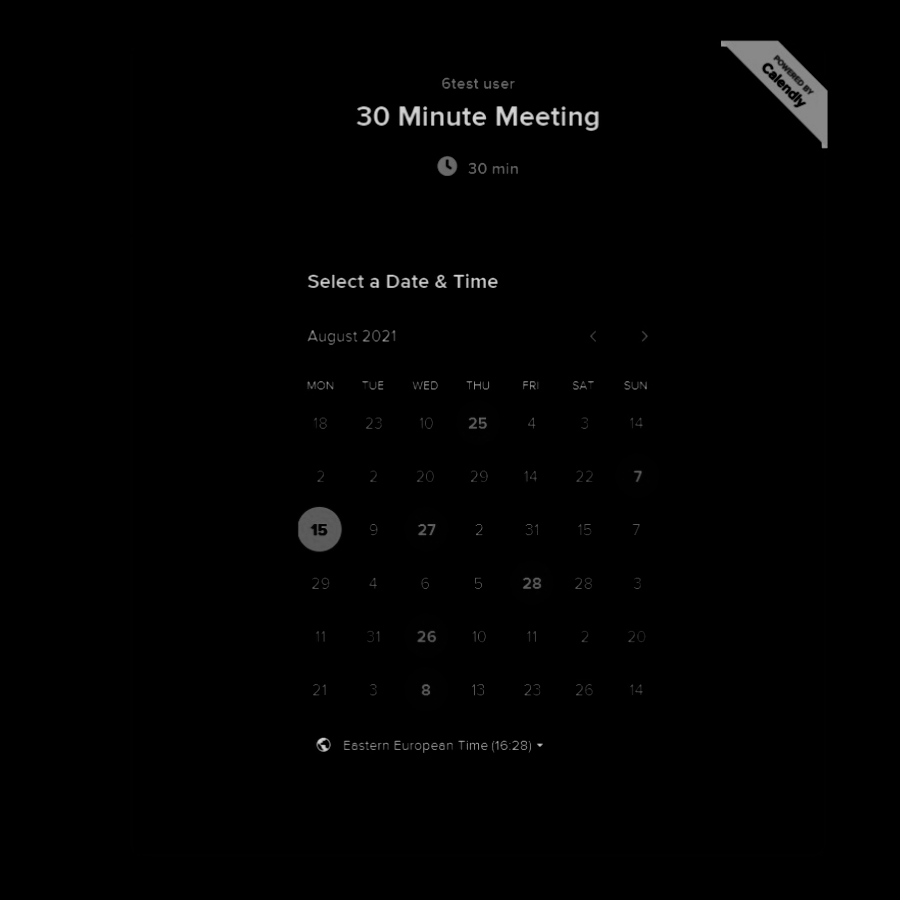 6test user
30 Minute Meeting
30 min
POWERED BY
Calendly
Select a Date & Time
August 2021
MON TUE WED THU FRI SAT SUN
18 23 10 25 4 3 14
2 2 20 29 14 22 7
15 9 27 2 31 15 7
29 4 6 5 28 28 3
11 31 26 10 11 2 20
21 3 8 13 23 26 14
Eastern European Time (16:28)